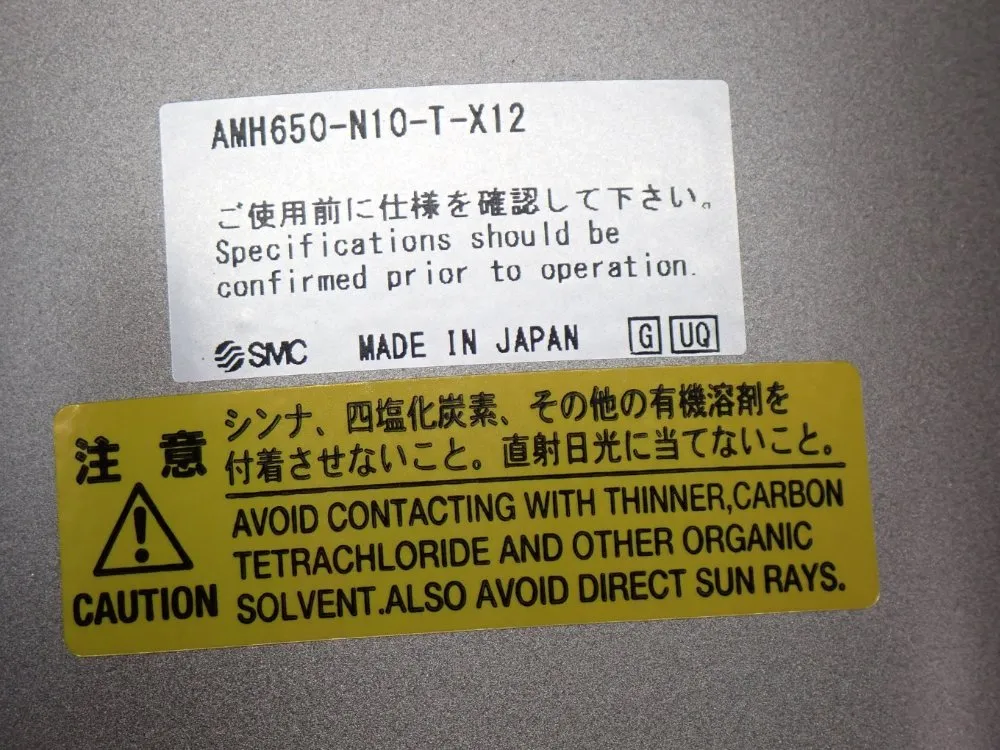 AMH650-N10-T-X12
ご使用前に仕様を確認して下さい。
Specifications should be
confirmed prior to operation.
SMC MADE IN JAPAN G UQ
注 意
CAUTION
シンナ、四塩化炭素、その他の有機溶剤を
付着させないこと。直射日光に当てないこと。
AVOID CONTACTING WITH THINNER,CARBON
TETRACHLORIDE AND OTHER ORGANIC
SOLVENT.ALSO AVOID DIRECT SUN RAYS.